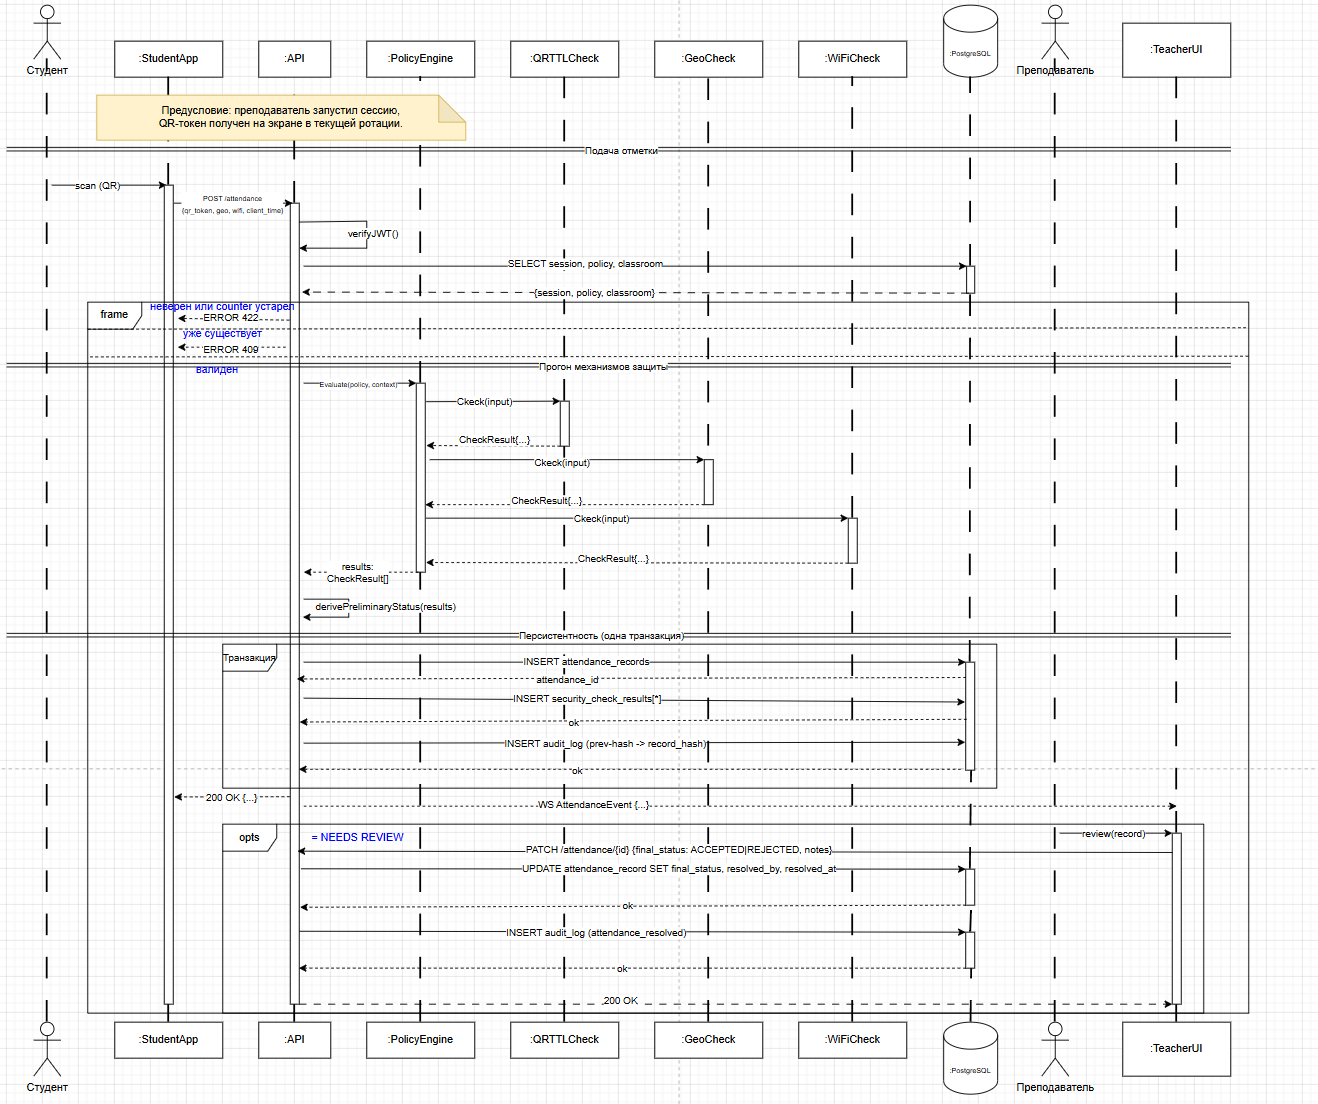 Студент
:StudentApp
:API
:PolicyEngine
:QRTTLCheck
:GeoCheck
:WiFiCheck
:PostgreSQL
Преподаватель
:TeacherUI
Предусловие: преподаватель запустил сессию,
QR-токен получен на экране в текущей ротации.
Подача отметки
scan (QR)
POST /attendance
{qr_token, geo, wifi, client_time}
verifyJWT()
SELECT session, policy, classroom
{session, policy, classroom}
frame
неверен или counter устарел
ERROR 422
уже существует
ERROR 409
Прогон механизмов защиты
валиден
Evaluate(policy, context)
Ckeck(input)
CheckResult{...}
Ckeck(input)
CheckResult{...}
Ckeck(input)
CheckResult{...}
results:
CheckResult[]
derivePreliminaryStatus(results)
Персистентность (одна транзакция)
Транзакция
INSERT attendance_records
attendance_id
INSERT security_check_results[*]
ok
INSERT audit_log (prev-hash -> record_hash)
ok
200 OK {...}
WS AttendanceEvent {...}
opts
= NEEDS REVIEW
review(record)
PATCH /attendance/{id} {final_status: ACCEPTED|REJECTED, notes}
UPDATE attendance_record SET final_status, resolved_by, resolved_at
ok
INSERT audit_log (attendance_resolved)
ok
200 OK
Студент
:StudentApp
:API
:PolicyEngine
:QRTTLCheck
:GeoCheck
:WiFiCheck
:PostgreSQL
Преподаватель
:TeacherUI